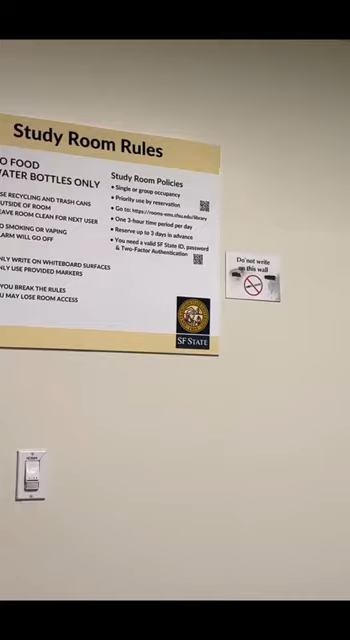 Study Room Rules
O FOOD
ATER BOTTLES ONLY
SE RECYCLING AND TRASH CANS
UTSIDE OF ROOM
EAVE ROOM CLEAN FOR NEXT USER
O SMOKING OR VAPING
LARM WILL GO OFF
NLY WRITE ON WHITEBOARD SURFACES
NLY USE PROVIDED MARKERS
YOU BREAK THE RULES
U MAY LOSE ROOM ACCESS
Study Room Policies
• Single or group occupancy
• Priority use by reservation
• Go to: https://rooms-ems.sfsu.edu/library
• One 3-hour time period per day
• Reserve up to 3 days in advance
• You need a valid SF State ID, password
& Two-Factor Authentication
SF STATE
Do not write
on this wall